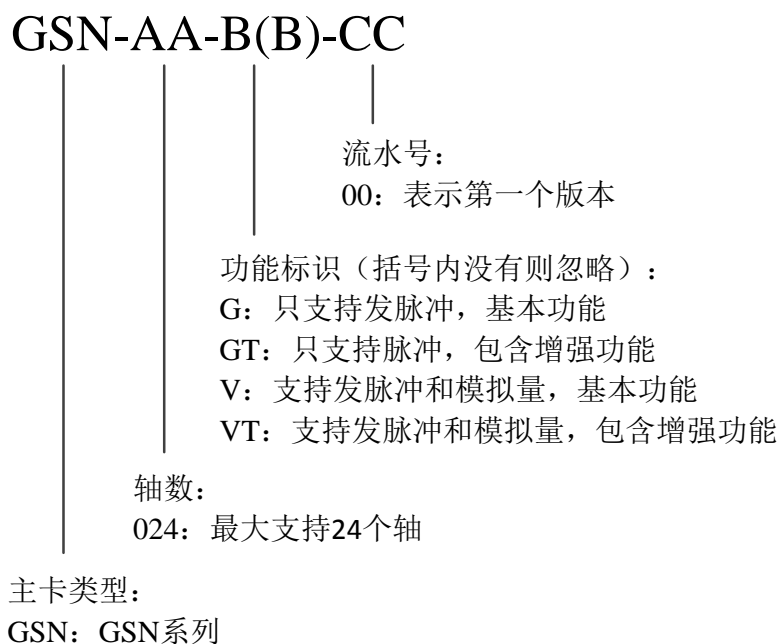 GSN-AA-B(B)-CC
流水号：
00：表示第一个版本
功能标识（括号内没有则忽略）：
G：只支持发脉冲，基本功能
GT：只支持脉冲，包含增强功能
V：支持发脉冲和模拟量，基本功能
VT：支持发脉冲和模拟量，包含增强功能
轴数：
024：最大支持24个轴
主卡类型：
GSN：GSN系列